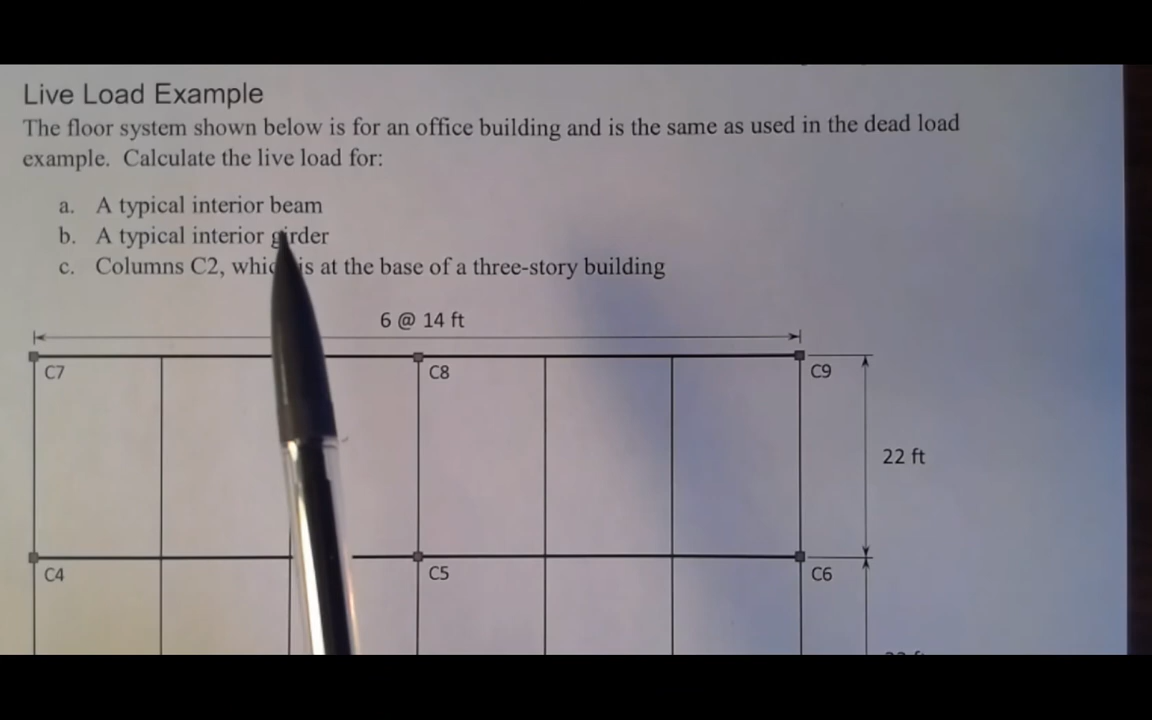 Live Load Example
The floor system shown below is for an office building and is the same as used in the dead load
example. Calculate the live load for:
a. A typical interior beam
b. A typical interior girder
c. Columns C2, which is at the base of a three-story building
6 @ 14 ft
C7 C8 C9
22 ft
C4 C5 C6